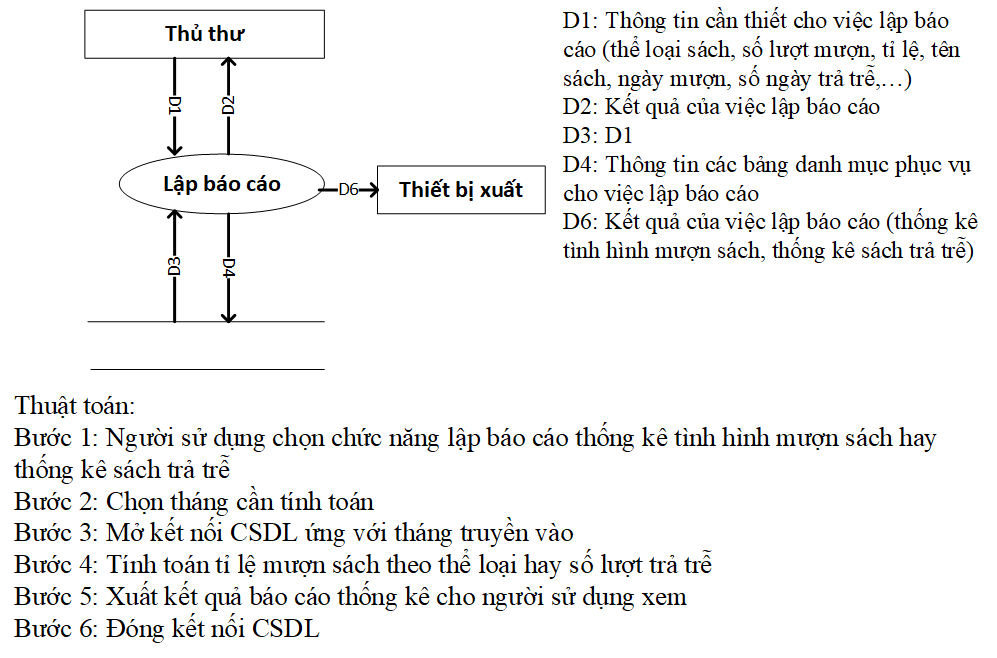 Thủ thư
D1
D2
Lập báo cáo
D6
Thiết bị xuất
D3
D4
D1: Thông tin cần thiết cho việc lập báo
cáo (thể loại sách, số lượt mượn, tỉ lệ, tên
sách, ngày mượn, số ngày trả trễ,…)
D2: Kết quả của việc lập báo cáo
D3: D1
D4: Thông tin các bảng danh mục phục vụ
cho việc lập báo cáo
D6: Kết quả của việc lập báo cáo (thống kê
tình hình mượn sách, thống kê sách trả trễ)
Thuật toán:
Bước 1: Người sử dụng chọn chức năng lập báo cáo thống kê tình hình mượn sách hay
thống kê sách trả trễ
Bước 2: Chọn tháng cần tính toán
Bước 3: Mở kết nối CSDL ứng với tháng truyền vào
Bước 4: Tính toán tỉ lệ mượn sách theo thể loại hay số lượt trả trễ
Bước 5: Xuất kết quả báo cáo thống kê cho người sử dụng xem
Bước 6: Đóng kết nối CSDL